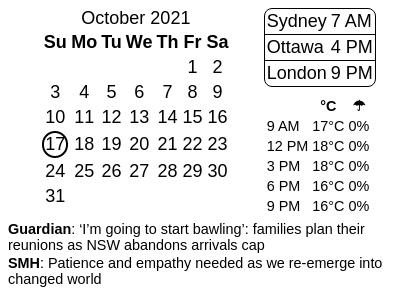 October 2021
Su Mo Tu We Th Fr Sa
1 2
3 4 5 6 7 8 9
10 11 12 13 14 15 16
17 18 19 20 21 22 23
24 25 26 27 28 29 30
31
Sydney 7 AM
Ottawa 4 PM
London 9 PM
°C ☂
9 AM 17°C 0%
12 PM 18°C 0%
3 PM 18°C 0%
6 PM 16°C 0%
9 PM 16°C 0%
Guardian: ‘I’m going to start bawling’: families plan their
reunions as NSW abandons arrivals cap
SMH: Patience and empathy needed as we re-emerge into
changed world